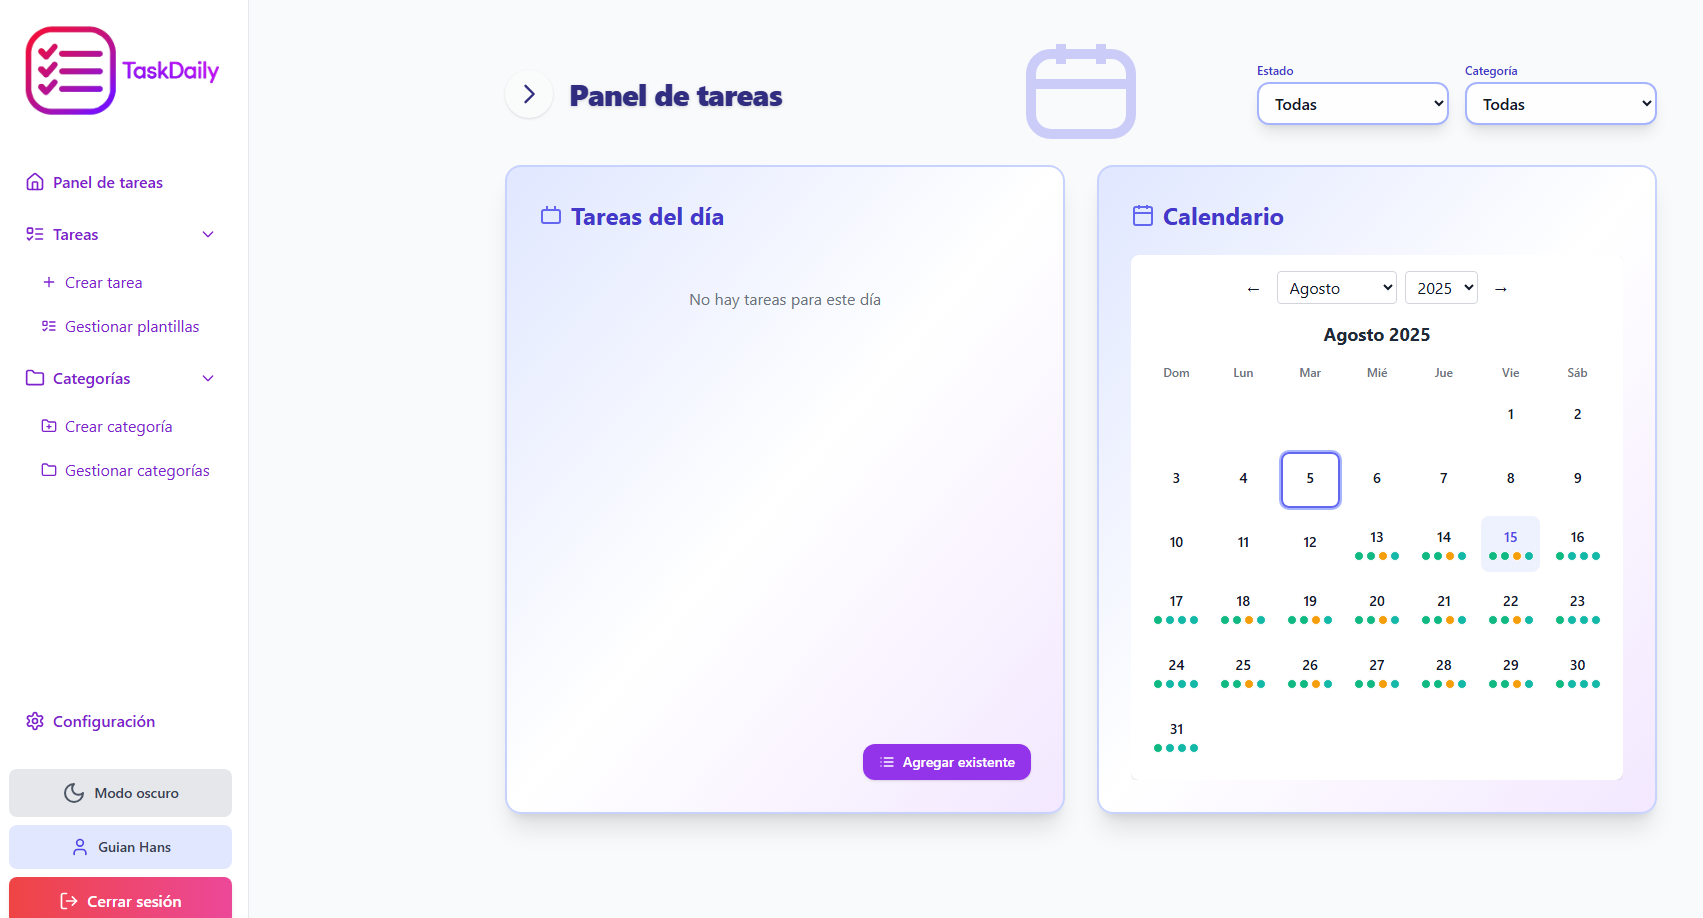 TaskDaily
Panel de tareas
Tareas
Crear tarea
Gestionar plantillas
Categorías
Crear categoría
Gestionar categorías
Configuración
Modo oscuro
Guian Hans
Cerrar sesión
Panel de tareas
Estado
Todas
Categoría
Todas
Tareas del día
No hay tareas para este día
Agregar existente
Calendario
← Agosto 2025 →
Agosto 2025
Dom Lun Mar Mié Jue Vie Sáb
1 2
3 4 5 6 7 8 9
10 11 12 13 14 15 16
17 18 19 20 21 22 23
24 25 26 27 28 29 30
31